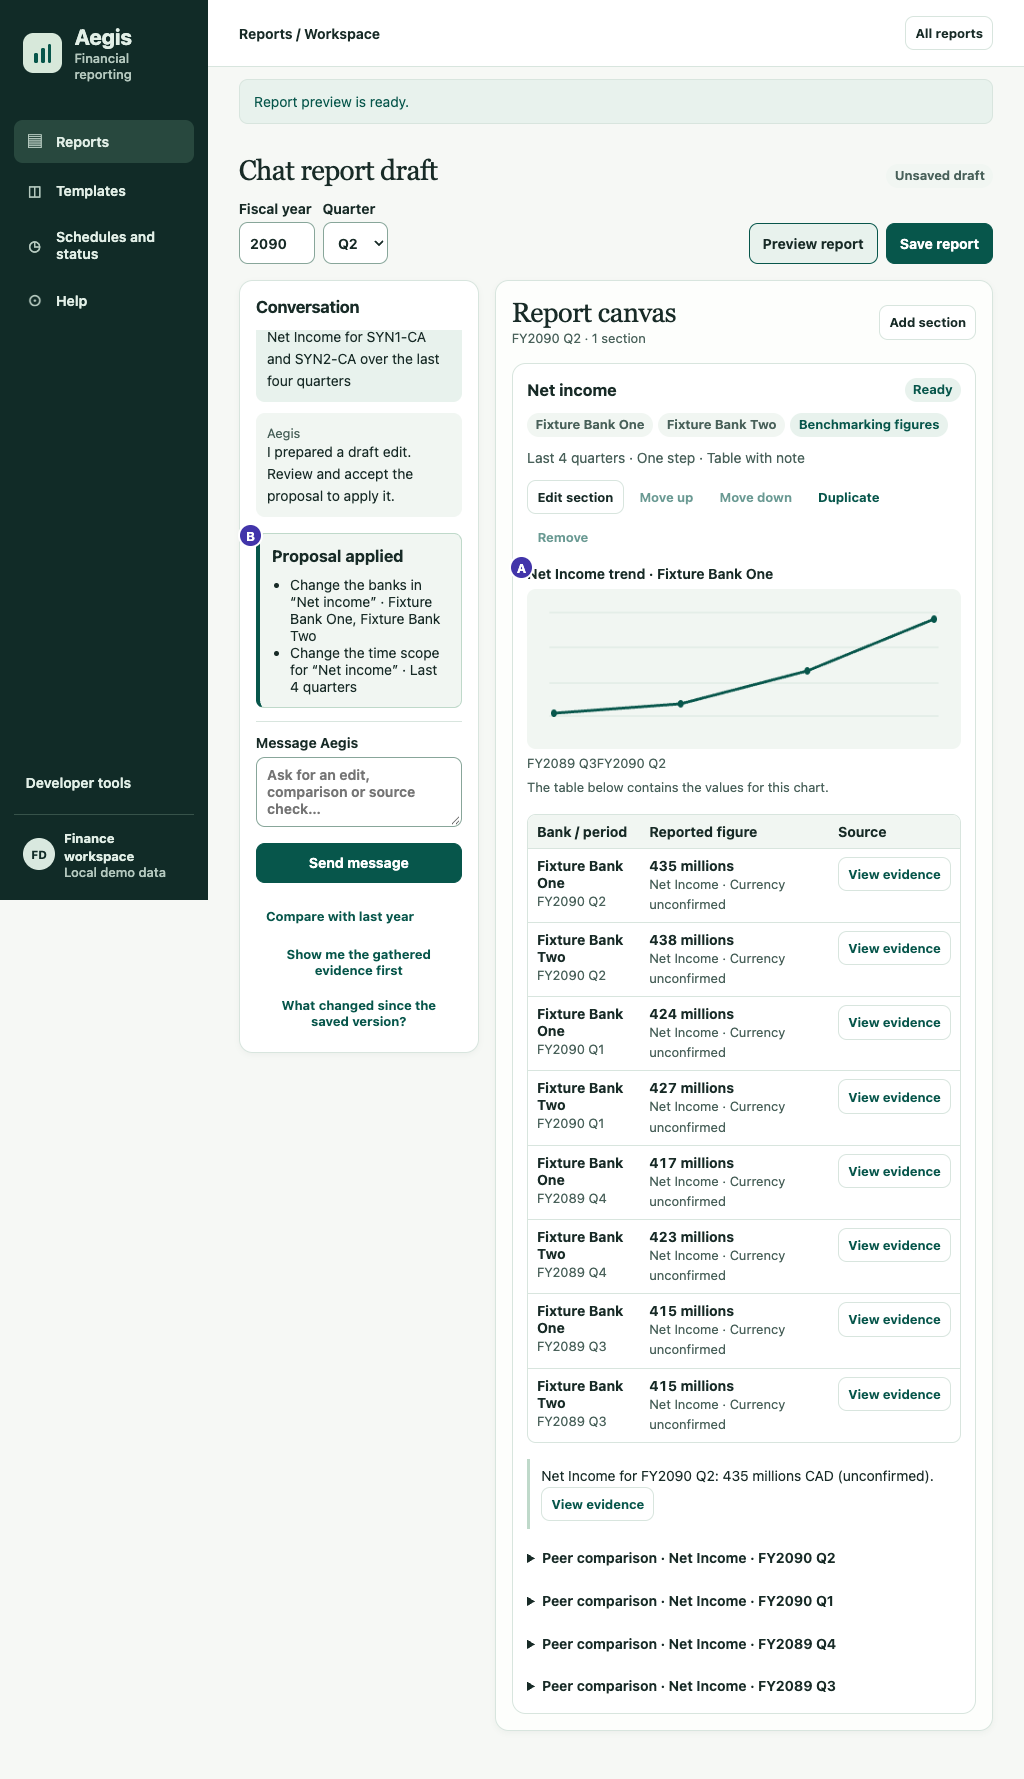 Aegis
Financial
reporting
Reports
Templates
Schedules and
status
Help
Developer tools
FD
Finance
workspace
Local demo data
Reports / Workspace
All reports
Report preview is ready.
Chat report draft
Unsaved draft
Fiscal year
Quarter
2090
Q2
Preview report
Save report
Conversation
Net Income for SYN1-CA
and SYN2-CA over the last
four quarters
Aegis
I prepared a draft edit.
Review and accept the
proposal to apply it.
B
Proposal applied
Change the banks in
“Net income” · Fixture
Bank One, Fixture Bank
Two
Change the time scope
for “Net income” · Last
4 quarters
Message Aegis
Ask for an edit,
comparison or source
check...
Send message
Compare with last year
Show me the gathered
evidence first
What changed since the
saved version?
Report canvas
FY2090 Q2 · 1 section
Add section
Net income
Ready
Fixture Bank One
Fixture Bank Two
Benchmarking figures
Last 4 quarters · One step · Table with note
Edit section
Move up
Move down
Duplicate
Remove
A
Net Income trend · Fixture Bank One
FY2089 Q3FY2090 Q2
The table below contains the values for this chart.
Bank / period
Reported figure
Source
Fixture Bank
One
FY2090 Q2
435 millions
Net Income · Currency
unconfirmed
View evidence
Fixture Bank
Two
FY2090 Q2
438 millions
Net Income · Currency
unconfirmed
View evidence
Fixture Bank
One
FY2090 Q1
424 millions
Net Income · Currency
unconfirmed
View evidence
Fixture Bank
Two
FY2090 Q1
427 millions
Net Income · Currency
unconfirmed
View evidence
Fixture Bank
One
FY2089 Q4
417 millions
Net Income · Currency
unconfirmed
View evidence
Fixture Bank
Two
FY2089 Q4
423 millions
Net Income · Currency
unconfirmed
View evidence
Fixture Bank
One
FY2089 Q3
415 millions
Net Income · Currency
unconfirmed
View evidence
Fixture Bank
Two
FY2089 Q3
415 millions
Net Income · Currency
unconfirmed
View evidence
Net Income for FY2090 Q2: 435 millions CAD (unconfirmed).
View evidence
Peer comparison · Net Income · FY2090 Q2
Peer comparison · Net Income · FY2090 Q1
Peer comparison · Net Income · FY2089 Q4
Peer comparison · Net Income · FY2089 Q3